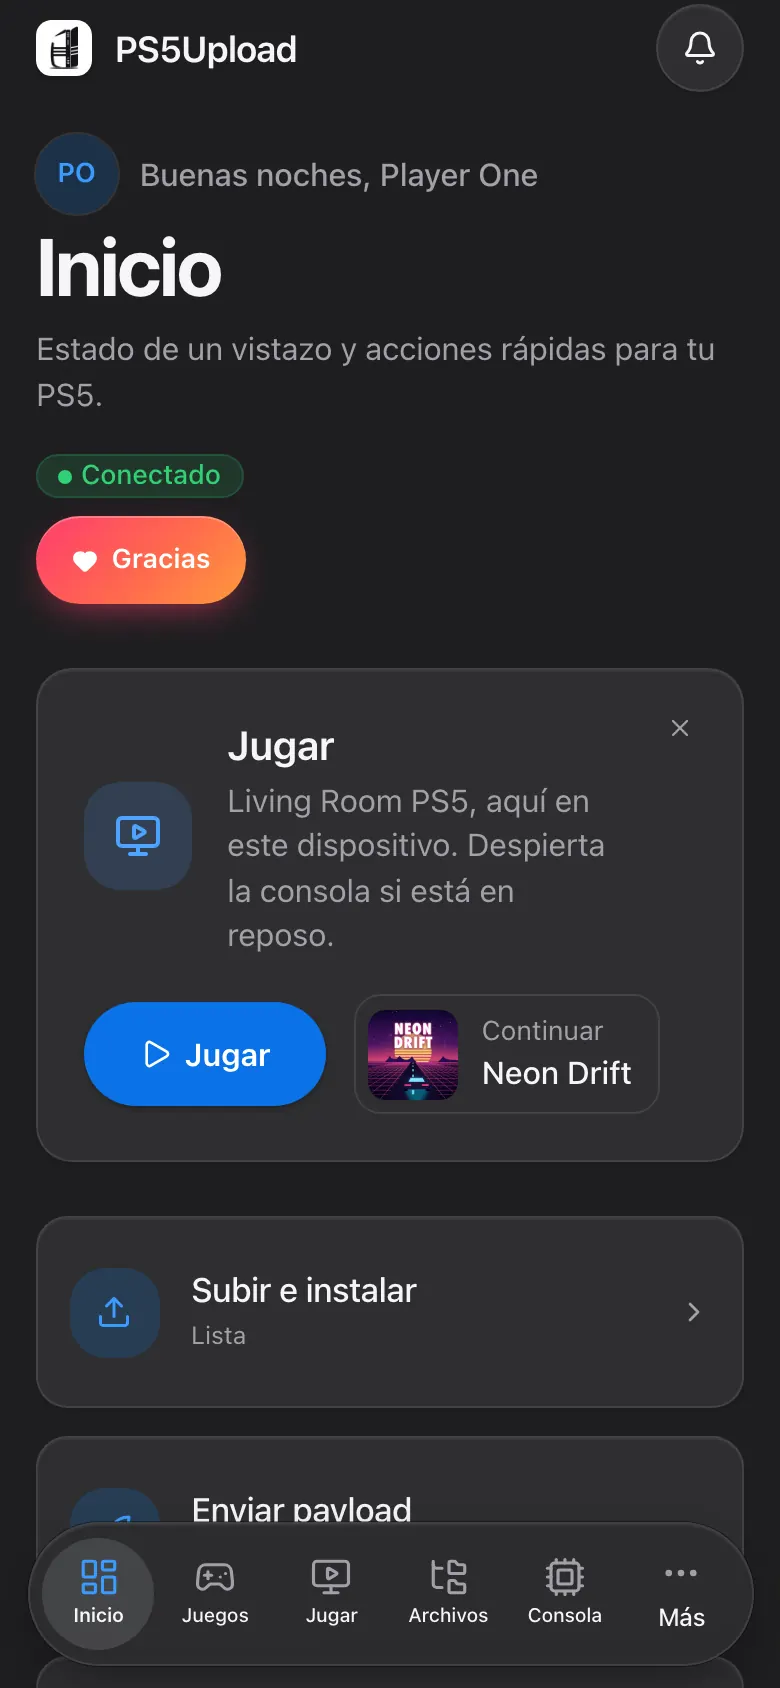 PS5Upload
PO
Buenas noches, Player One
Inicio
Estado de un vistazo y acciones rápidas para tu
PS5.
Conectado
Gracias
Jugar
Living Room PS5, aquí en
este dispositivo. Despierta
la consola si está en
reposo.
Jugar
NEON
DRIFT
Continuar
Neon Drift
Subir e instalar
Lista
Enviar payload
Inicio
Juegos
Jugar
Archivos
Consola
Más